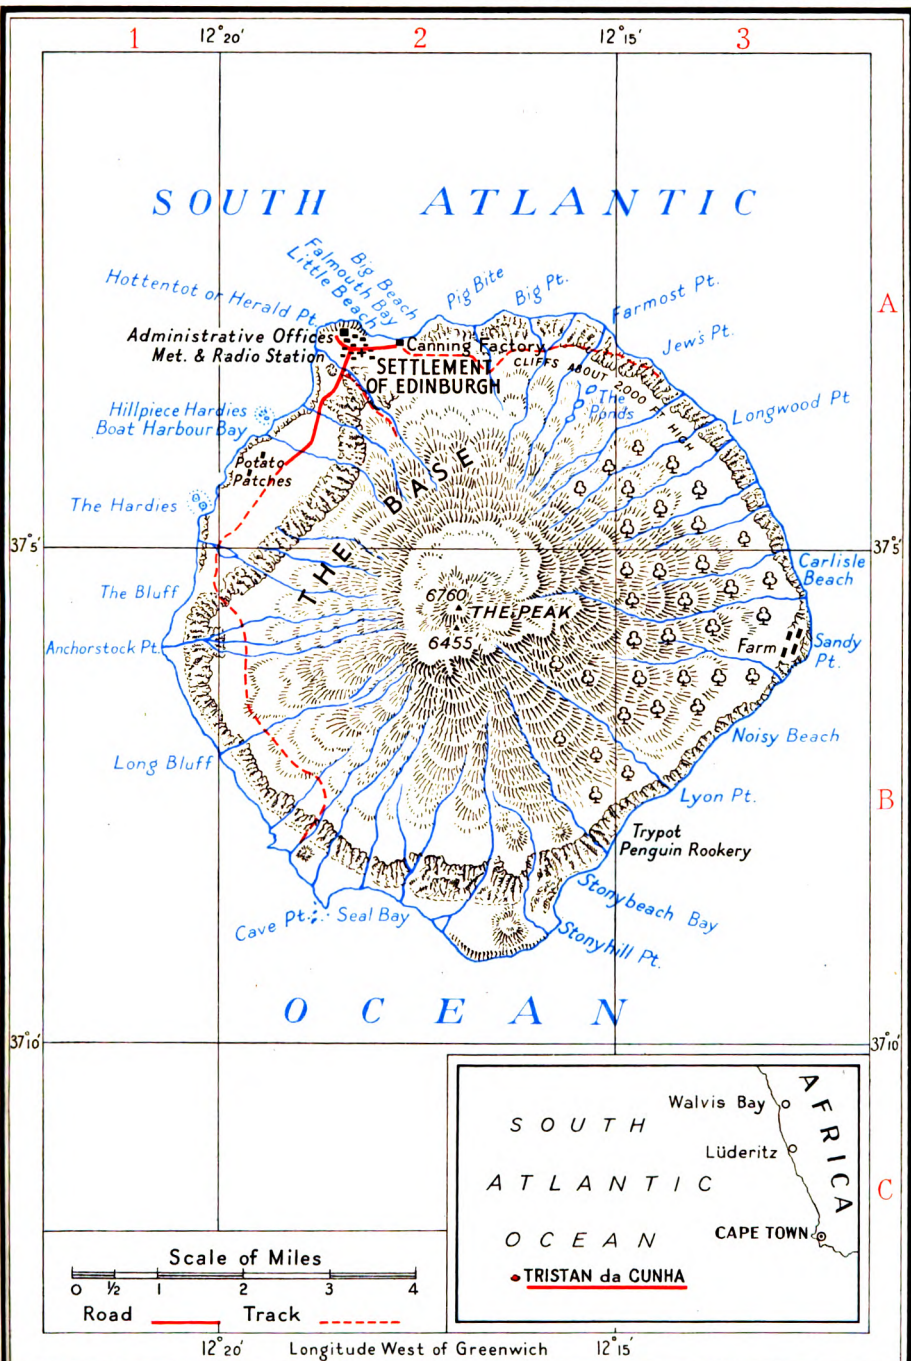 1
12°20'
2
12°15'
3
SOUTH ATLANTIC
A
Hottentot or Herald Pt.
Falmouth Bay
Big Beach
Little Beach
Pig Bite
Big Pt.
Farmost Pt.
Jew's Pt.
Administrative Offices
Met. & Radio Station
Canning Factory
SETTLEMENT
OF EDINBURGH
CLIFFS ABOUT 2,000 FT HIGH
The
Ponds
Longwood Pt
Hillpiece Hardies
Boat Harbour Bay
Potato
Patches
The Hardies
THE BASE
37°5'
37°5'
Carlisle
Beach
The Bluff
6760
THE PEAK
6455
Anchorstock Pt.
Farm
Sandy
Pt.
Long Bluff
Noisy Beach
B
Lyon Pt.
Trypot
Penguin Rookery
Cave Pt.
Seal Bay
Stonybeach Bay
Stonyhill Pt.
OCEAN
37°10'
37°10'
AFRICA
Walvis Bay
SOUTH
Lüderitz
ATLANTIC
C
OCEAN
CAPE TOWN
TRISTAN da CUNHA
Scale of Miles
0 ½ 1 2 3 4
Road Track
12°20'
Longitude West of Greenwich
12°15'